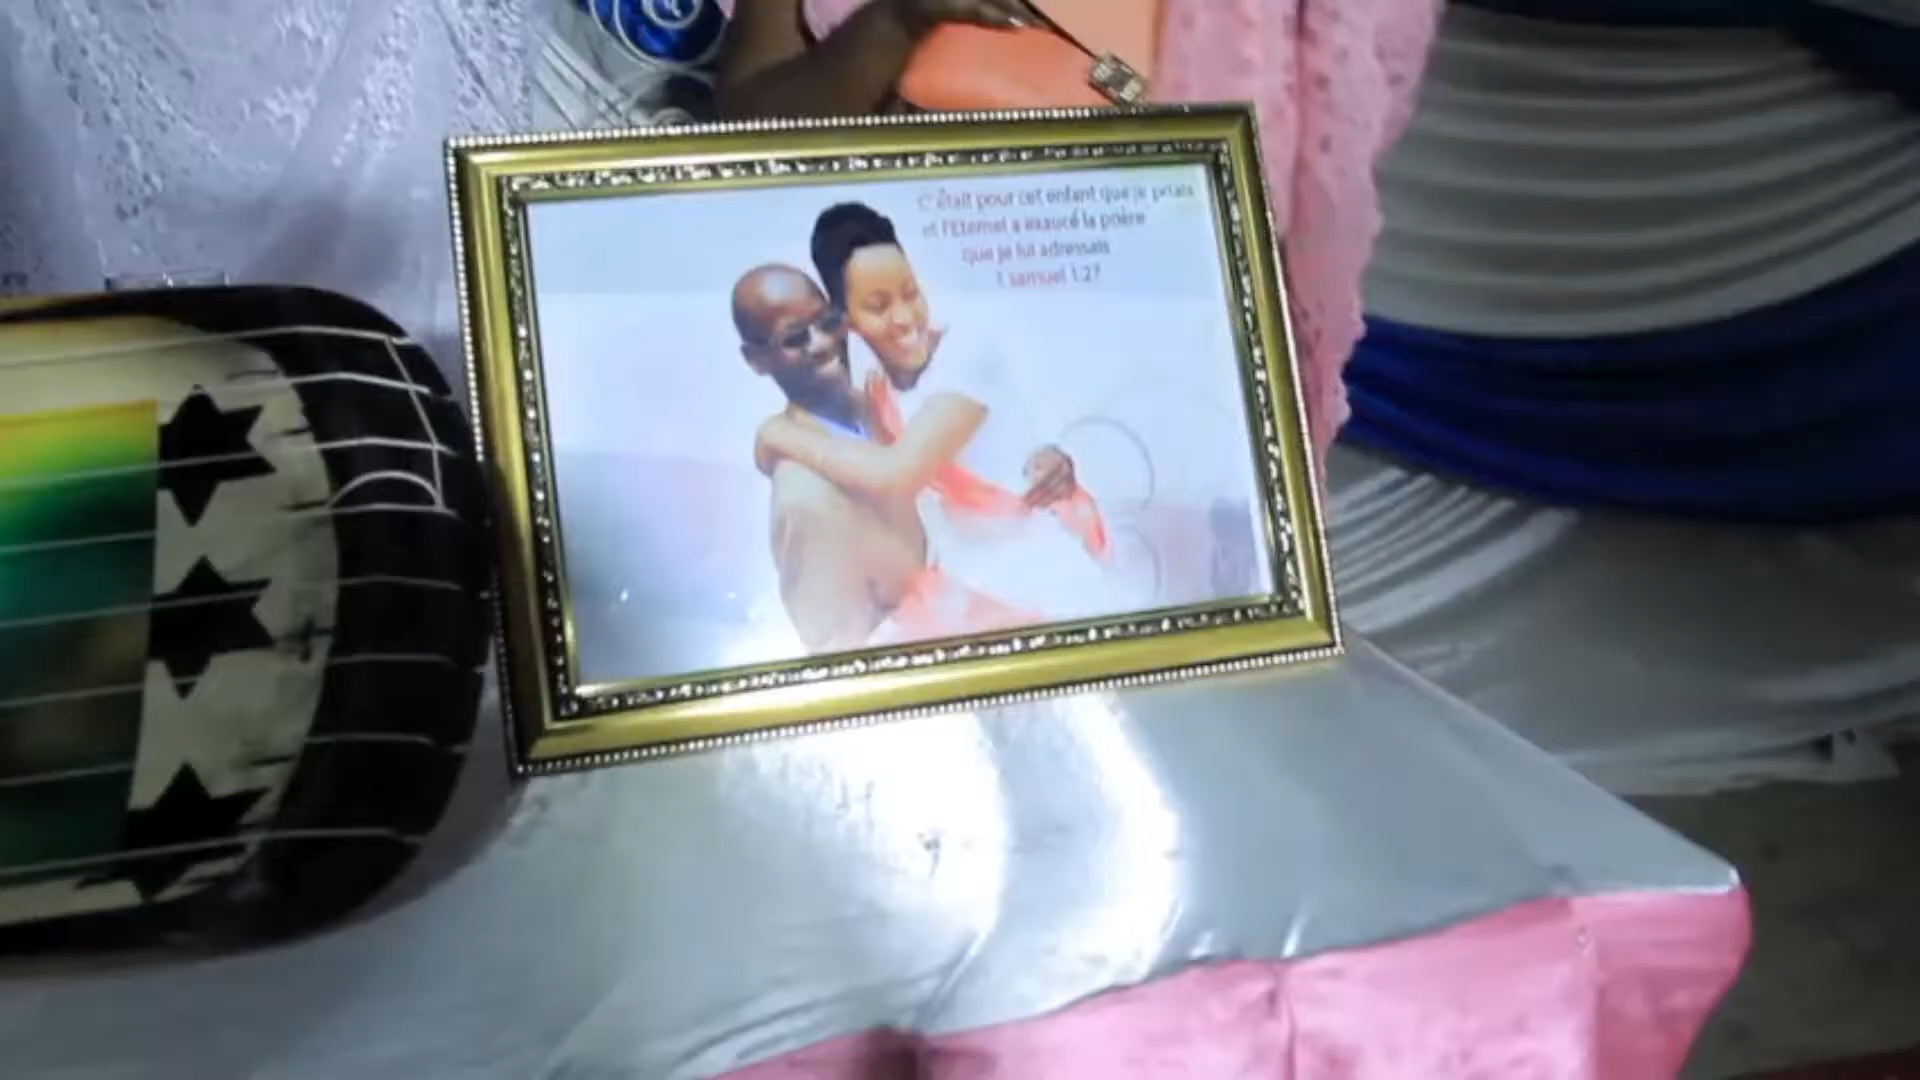 C'était pour cet enfant que je priais
et l'Eternel a exaucé la prière
que je lui adressais
1 samuel 1:27